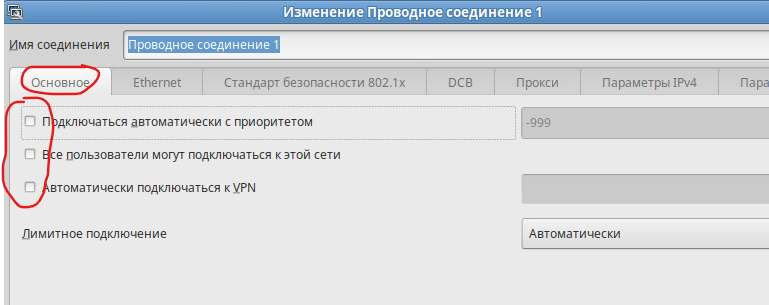 Изменение Проводное соединение 1
Имя соединения Проводное соединение 1
Основное Ethernet Стандарт безопасности 802.1x DCB Прокси Параметры IPv4 Пара
Подключаться автоматически с приоритетом -999
Все пользователи могут подключаться к этой сети
Автоматически подключаться к VPN
Лимитное подключение Автоматически